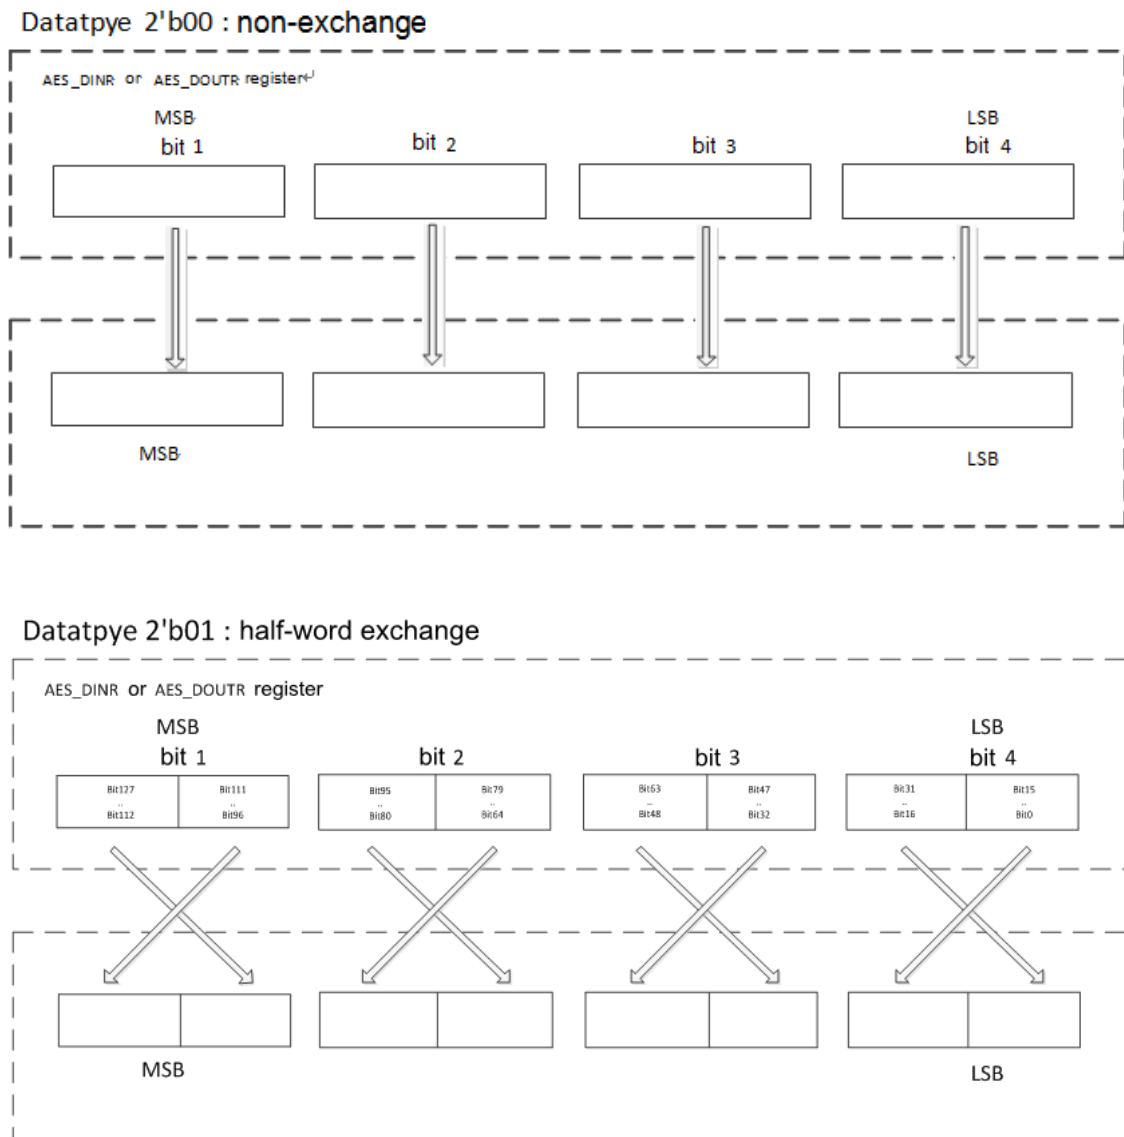 Datatpye 2'b00 : non-exchange
AES_DINR or AES_DOUTR register↵
MSB LSB
bit 1 bit 2 bit 3 bit 4
MSB LSB
Datatpye 2'b01 : half-word exchange
AES_DINR or AES_DOUTR register
MSB LSB
bit 1 bit 2 bit 3 bit 4
Bit127 Bit111 Bit95 Bit79 Bit63 Bit47 Bit31 Bit15
.. .. .. .. .. .. .. ..
Bit112 Bit96 Bit80 Bit64 Bit48 Bit32 Bit16 Bit0
MSB LSB